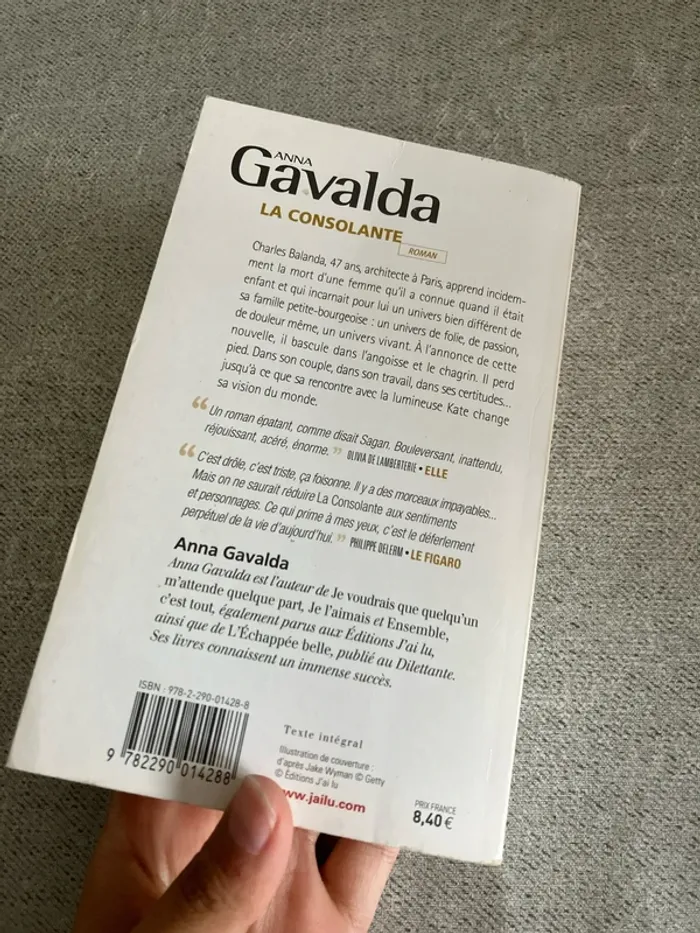 ANNA
Gavalda
LA CONSOLANTE
ROMAN
Charles Balanda, 47 ans, architecte à Paris, apprend incidem-
ment la mort d'une femme qu'il a connue quand il était
enfant et qui incarnait pour lui un univers bien différent de
sa famille petite-bourgeoise : un univers de folie, de passion,
de douleur même, un univers vivant. À l'annonce de cette
nouvelle, il bascule dans l'angoisse et le chagrin. Il perd
pied. Dans son couple, dans son travail, dans ses certitudes...
jusqu'à ce que sa rencontre avec la lumineuse Kate change
sa vision du monde.
“ Un roman épatant, comme disait Sagan. Bouleversant, inattendu,
réjouissant, acéré, énorme. ” OLIVIA DE LAMBERTERIE • ELLE
“ C'est drôle, c'est triste, ça foisonne. Il y a des morceaux impayables...
Mais on ne saurait réduire La Consolante aux sentiments
et personnages. Ce qui prime à mes yeux, c'est le déferlement
perpétuel de la vie d'aujourd'hui. ” PHILIPPE DELERM • LE FIGARO
Anna Gavalda
Anna Gavalda est l'auteur de Je voudrais que quelqu'un
m'attende quelque part, Je l'aimais et Ensemble,
c'est tout, également parus aux Éditions J'ai lu,
ainsi que de L'Échappée belle, publié au Dilettante.
Ses livres connaissent un immense succès.
ISBN : 978-2-290-01428-8
9 782290 014288
Texte intégral
Illustration de couverture :
d'après Jake Wyman © Getty
© Éditions J'ai lu
ww.jailu.com
PRIX FRANCE
8,40 €